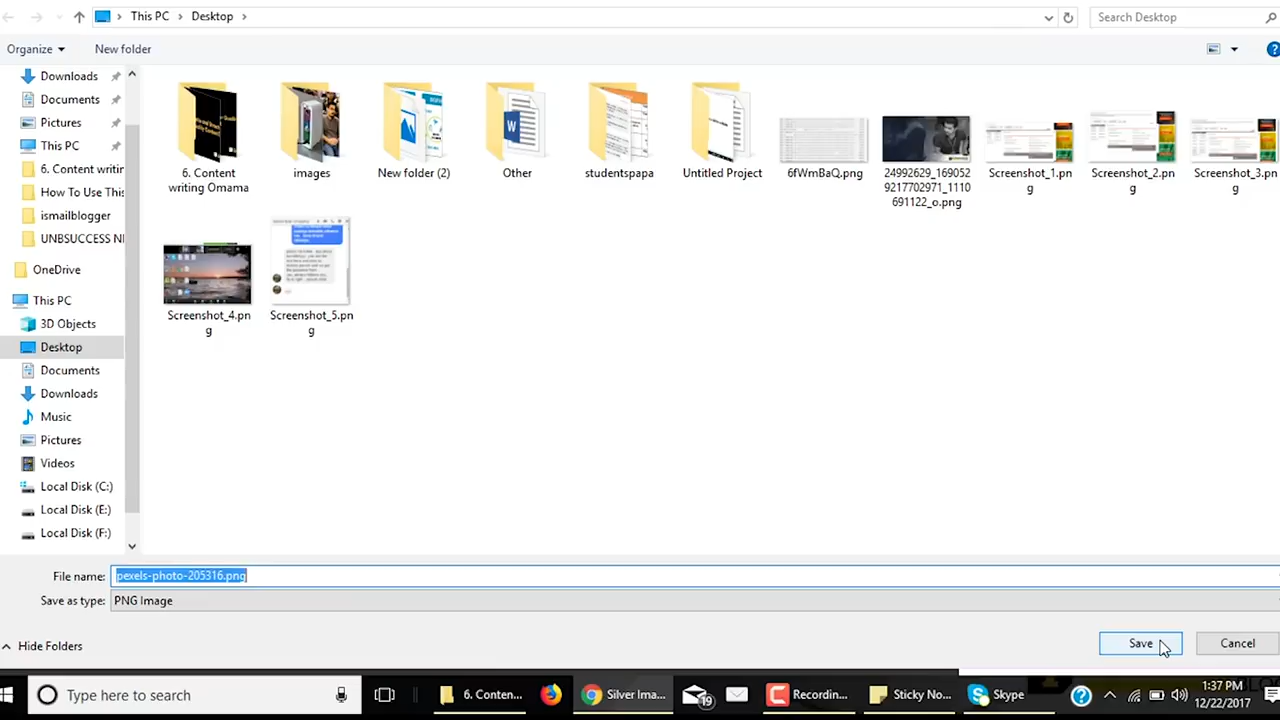 This PC > Desktop >
Search Desktop
Organize
New folder
Downloads
Documents
Pictures
This PC
6. Content writin
How To Use This
ismailblogger
UNBSUCCESS NI
OneDrive
This PC
3D Objects
Desktop
Documents
Downloads
Music
Pictures
Videos
Local Disk (C:)
Local Disk (E:)
Local Disk (F:)
6. Content
writing Omama
images
New folder (2)
Other
studentspapa
Untitled Project
6fWmBaQ.png
24992629_169052
9217702971_1110
691122_o.png
Screenshot_1.pn
g
Screenshot_2.pn
g
Screenshot_3.pn
g
Screenshot_4.pn
g
Screenshot_5.pn
g
File name: pexels-photo-205316.png
Save as type: PNG Image
Hide Folders
Save
Cancel
Type here to search
6. Conten...
Silver Ima...
19
Recordin...
Sticky No...
Skype
1:37 PM
12/22/2017